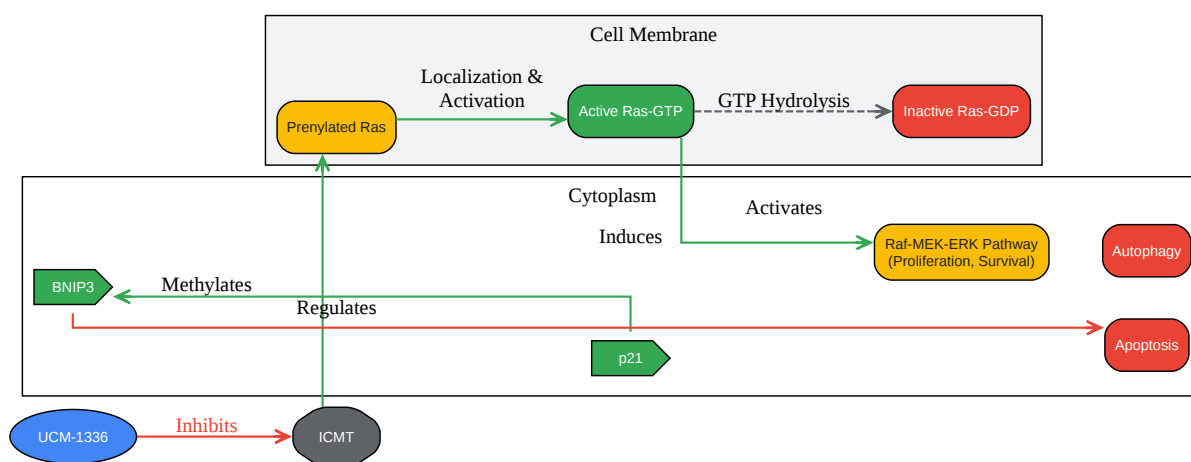 Cell Membrane
Localization &
Activation
GTP Hydrolysis
Prenylated Ras
Active Ras-GTP
Inactive Ras-GDP
Cytoplasm
Activates
Induces
Raf-MEK-ERK Pathway
(Proliferation, Survival)
Autophagy
BNIP3
Methylates
Regulates
p21
Apoptosis
UCM-1336
Inhibits
ICMT